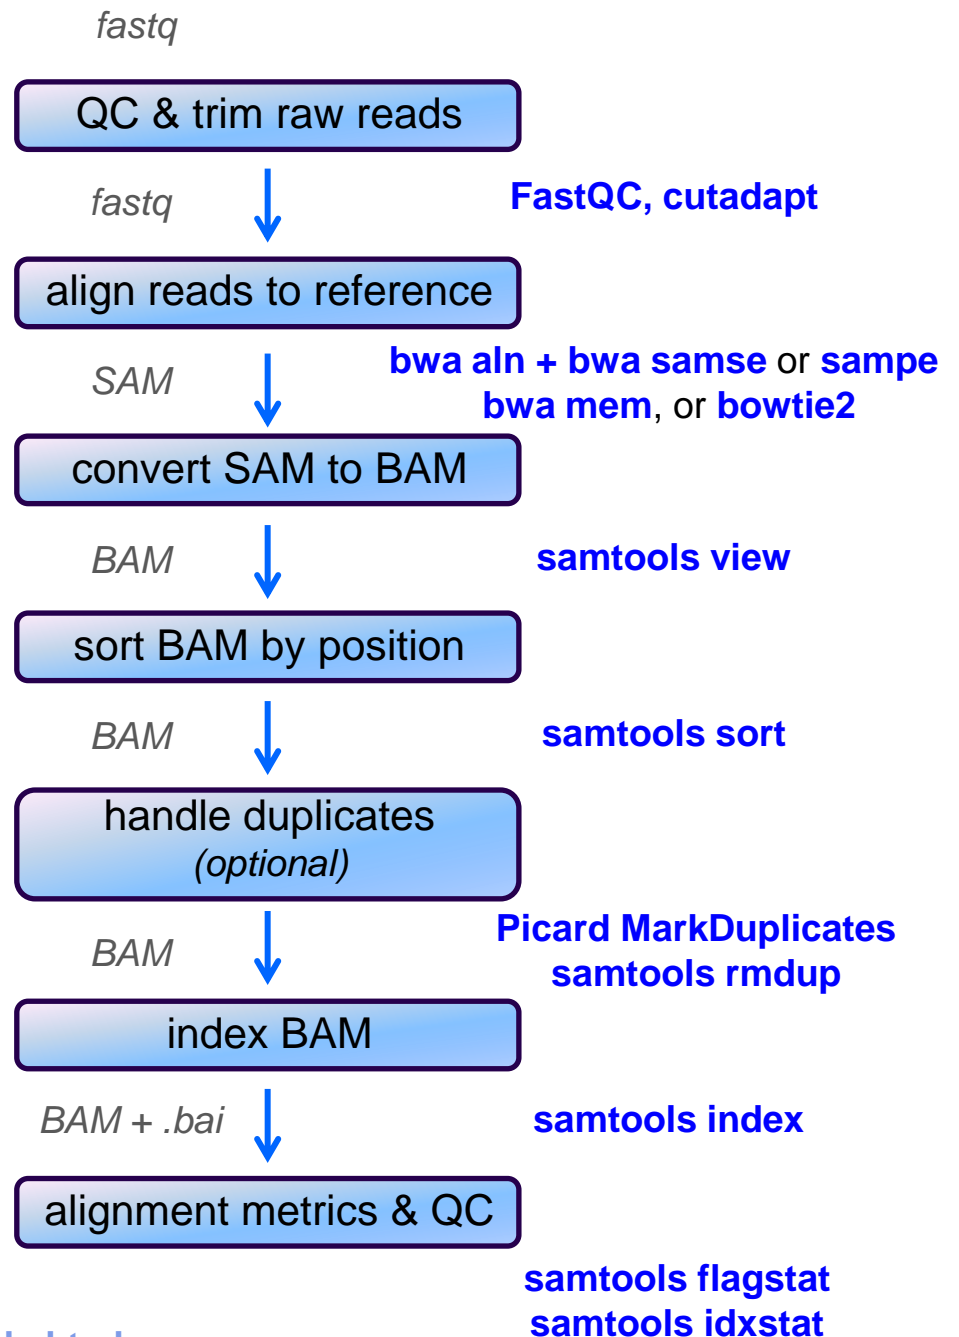 fastq
QC & trim raw reads
fastq
FastQC, cutadapt
align reads to reference
SAM
bwa aln + bwa samse or sampe
bwa mem, or bowtie2
convert SAM to BAM
BAM
samtools view
sort BAM by position
BAM
samtools sort
handle duplicates
(optional)
BAM
Picard MarkDuplicates
samtools rmdup
index BAM
BAM + .bai
samtools index
alignment metrics & QC
samtools flagstat
samtools idxstat